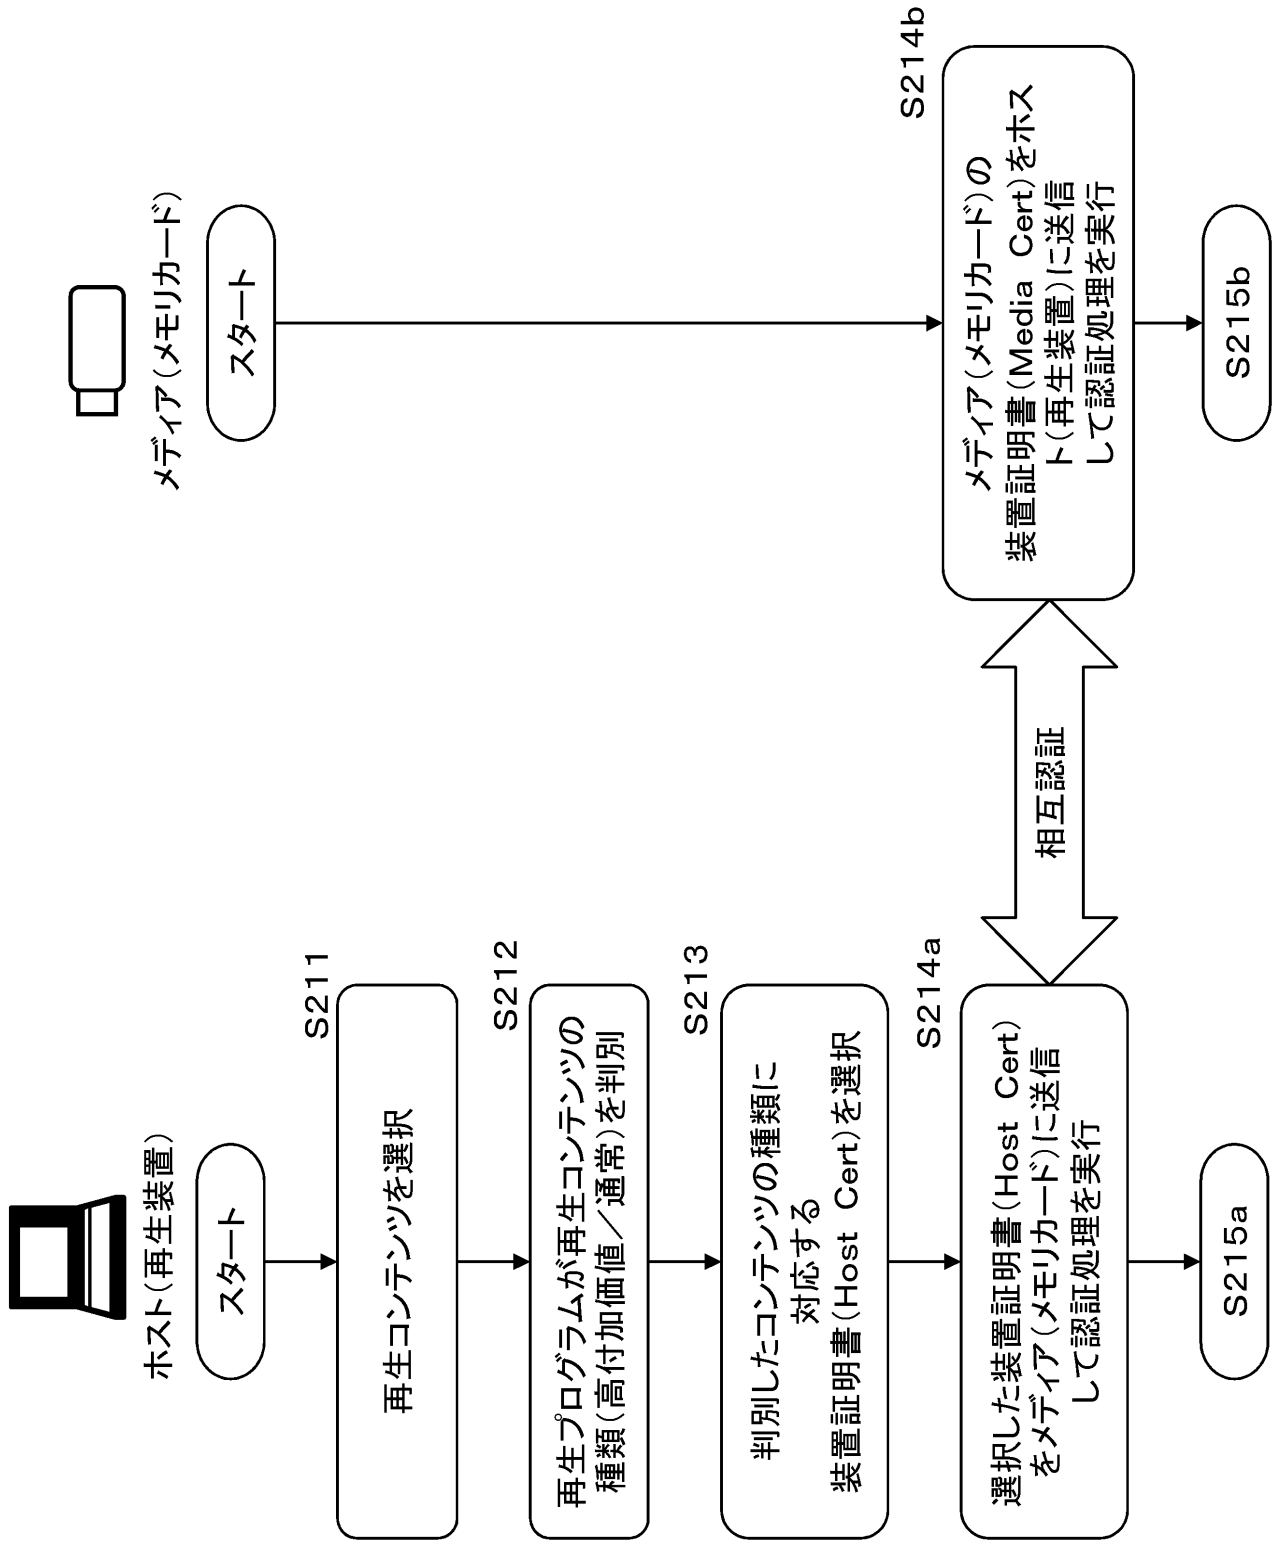 ホスト(再生装置)
スタート
S211
再生コンテンツを選択
S212
再生プログラムが再生コンテンツの
種類(高付加価値/通常)を判別
S213
判別したコンテンツの種類に
対応する
装置証明書(Host Cert)を選択
S214a
選択した装置証明書(Host Cert)
をメディア(メモリカード)に送信
して認証処理を実行
S215a
相互認証
メディア(メモリカード)
スタート
S214b
メディア(メモリカード)の
装置証明書(Media Cert)をホス
ト(再生装置)に送信
して認証処理を実行
S215b